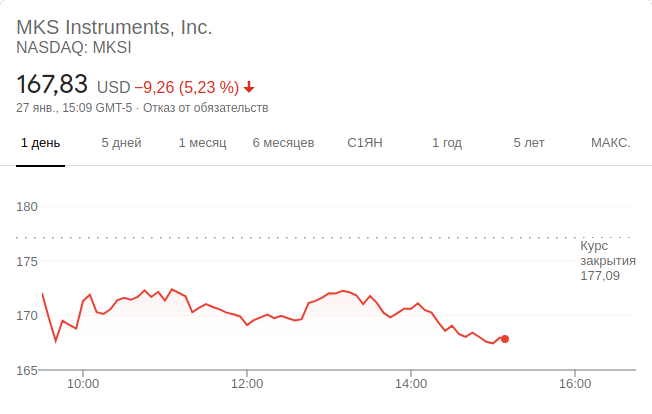 MKS Instruments, Inc.
NASDAQ: MKSI
167,83 USD −9,26 (5,23 %)
27 янв., 15:09 GMT-5 · Отказ от обязательств
1 день 5 дней 1 месяц 6 месяцев С1ЯН 1 год 5 лет МАКС.
180
Курс
закрытия
177,09
175
170
165
10:00 12:00 14:00 16:00